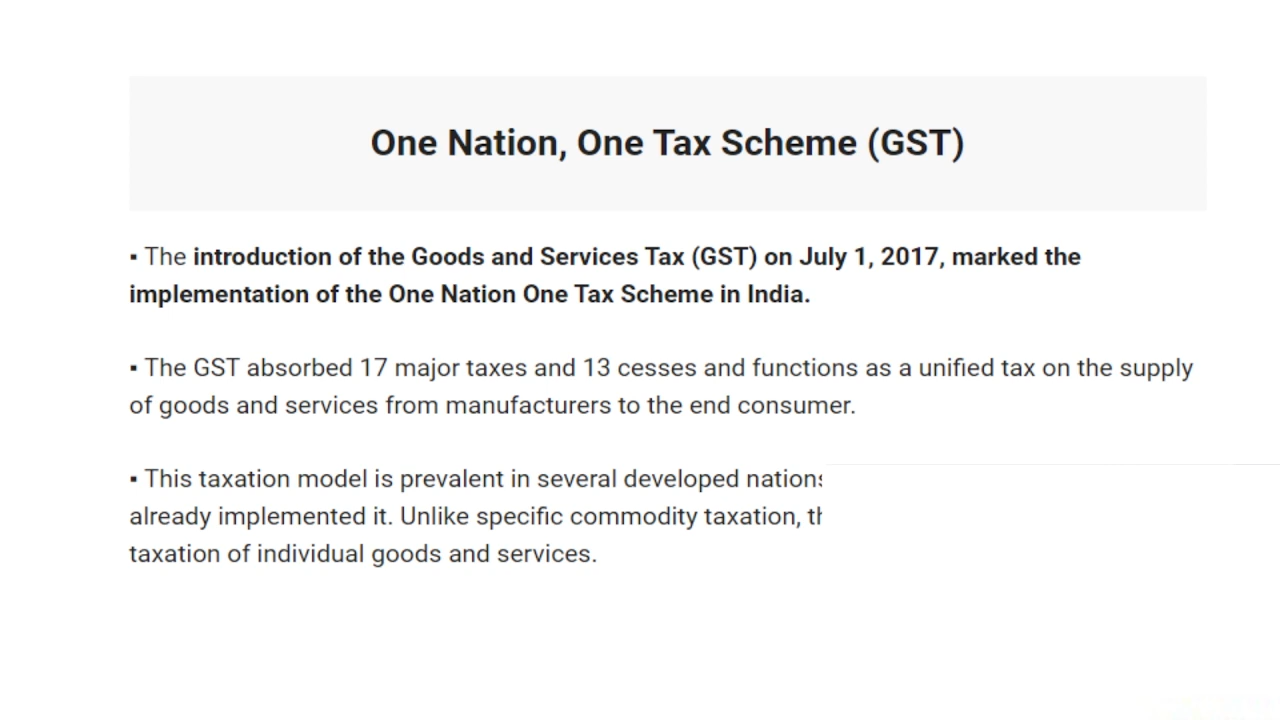 One Nation, One Tax Scheme (GST)
▪ The introduction of the Goods and Services Tax (GST) on July 1, 2017, marked the
implementation of the One Nation One Tax Scheme in India.
▪ The GST absorbed 17 major taxes and 13 cesses and functions as a unified tax on the supply
of goods and services from manufacturers to the end consumer.
▪ This taxation model is prevalent in several developed nations
already implemented it. Unlike specific commodity taxation,
taxation of individual goods and services.